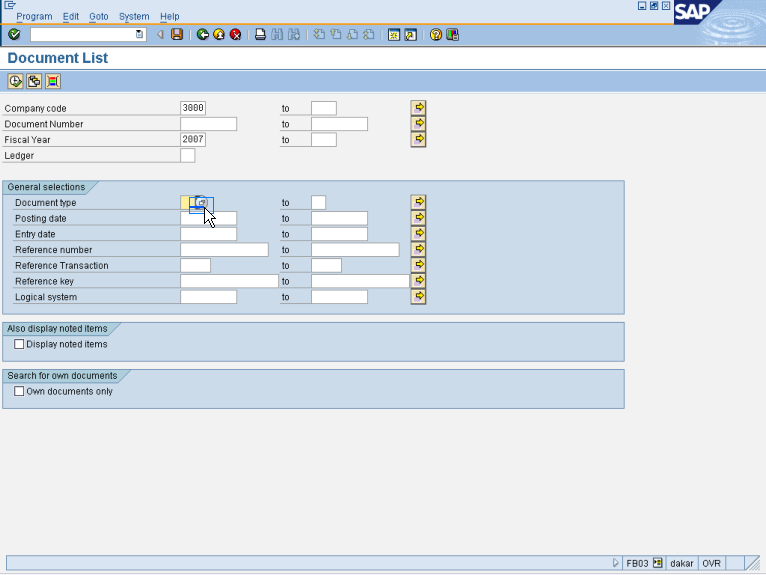 Program Edit Goto System Help
SAP
Document List
Company code 3000 to
Document Number to
Fiscal Year 2007 to
Ledger
General selections
Document type to
Posting date to
Entry date to
Reference number to
Reference Transaction to
Reference key to
Logical system to
Also display noted items
Display noted items
Search for own documents
Own documents only
FB03 dakar OVR